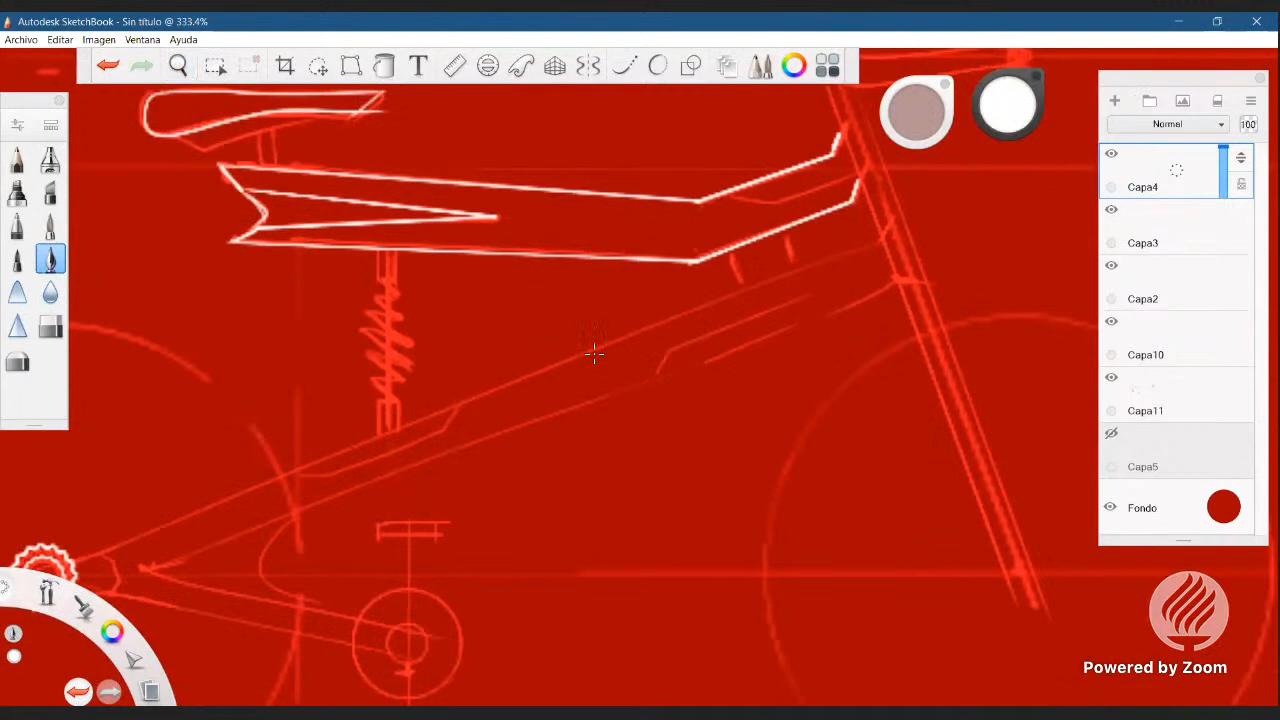 Autodesk SketchBook - Sin título @ 333.4%
Archivo Editar Imagen Ventana Ayuda
T
Normal 100
Capa4
Capa3
Capa2
Capa10
Capa11
Capa5
Fondo
Powered by Zoom